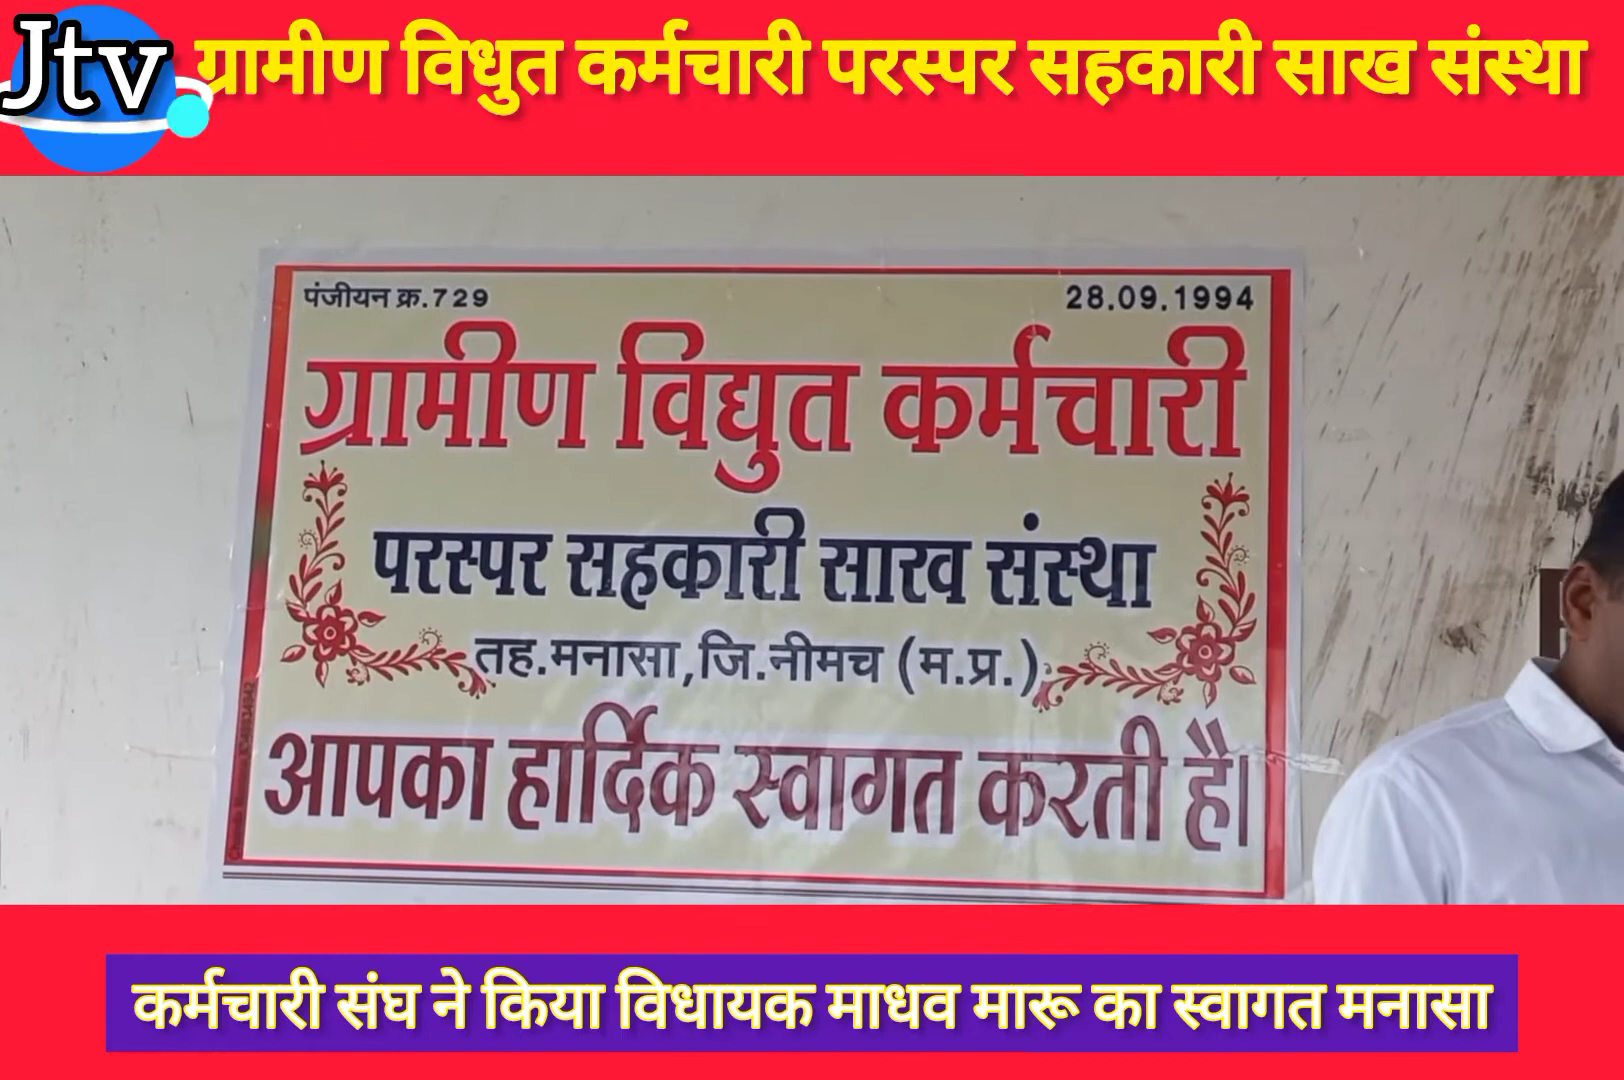 Jtv
ग्रामीण विधुत कर्मचारी परस्पर सहकारी साख संस्था
पंजीयन क्र.729
28.09.1994
ग्रामीण विद्युत कर्मचारी
परस्पर सहकारी साख संस्था
तह.मनासा,जि.नीमच (म.प्र.)
आपका हार्दिक स्वागत करती है।
कर्मचारी संघ ने किया विधायक माधव मारू का स्वागत मनासा